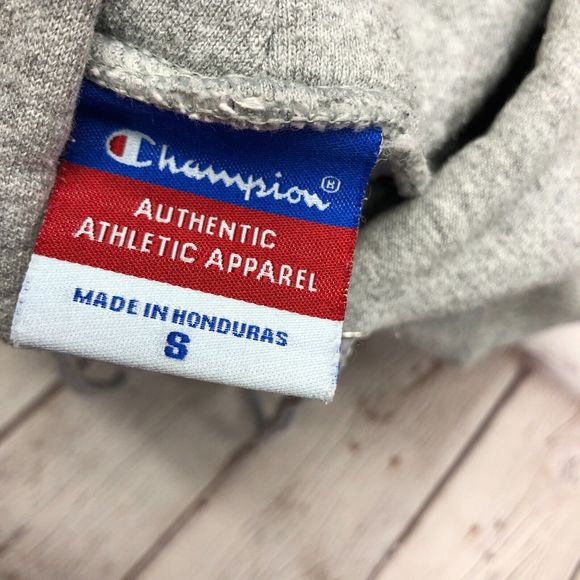 Champion®
AUTHENTIC
ATHLETIC APPAREL
MADE IN HONDURAS
S